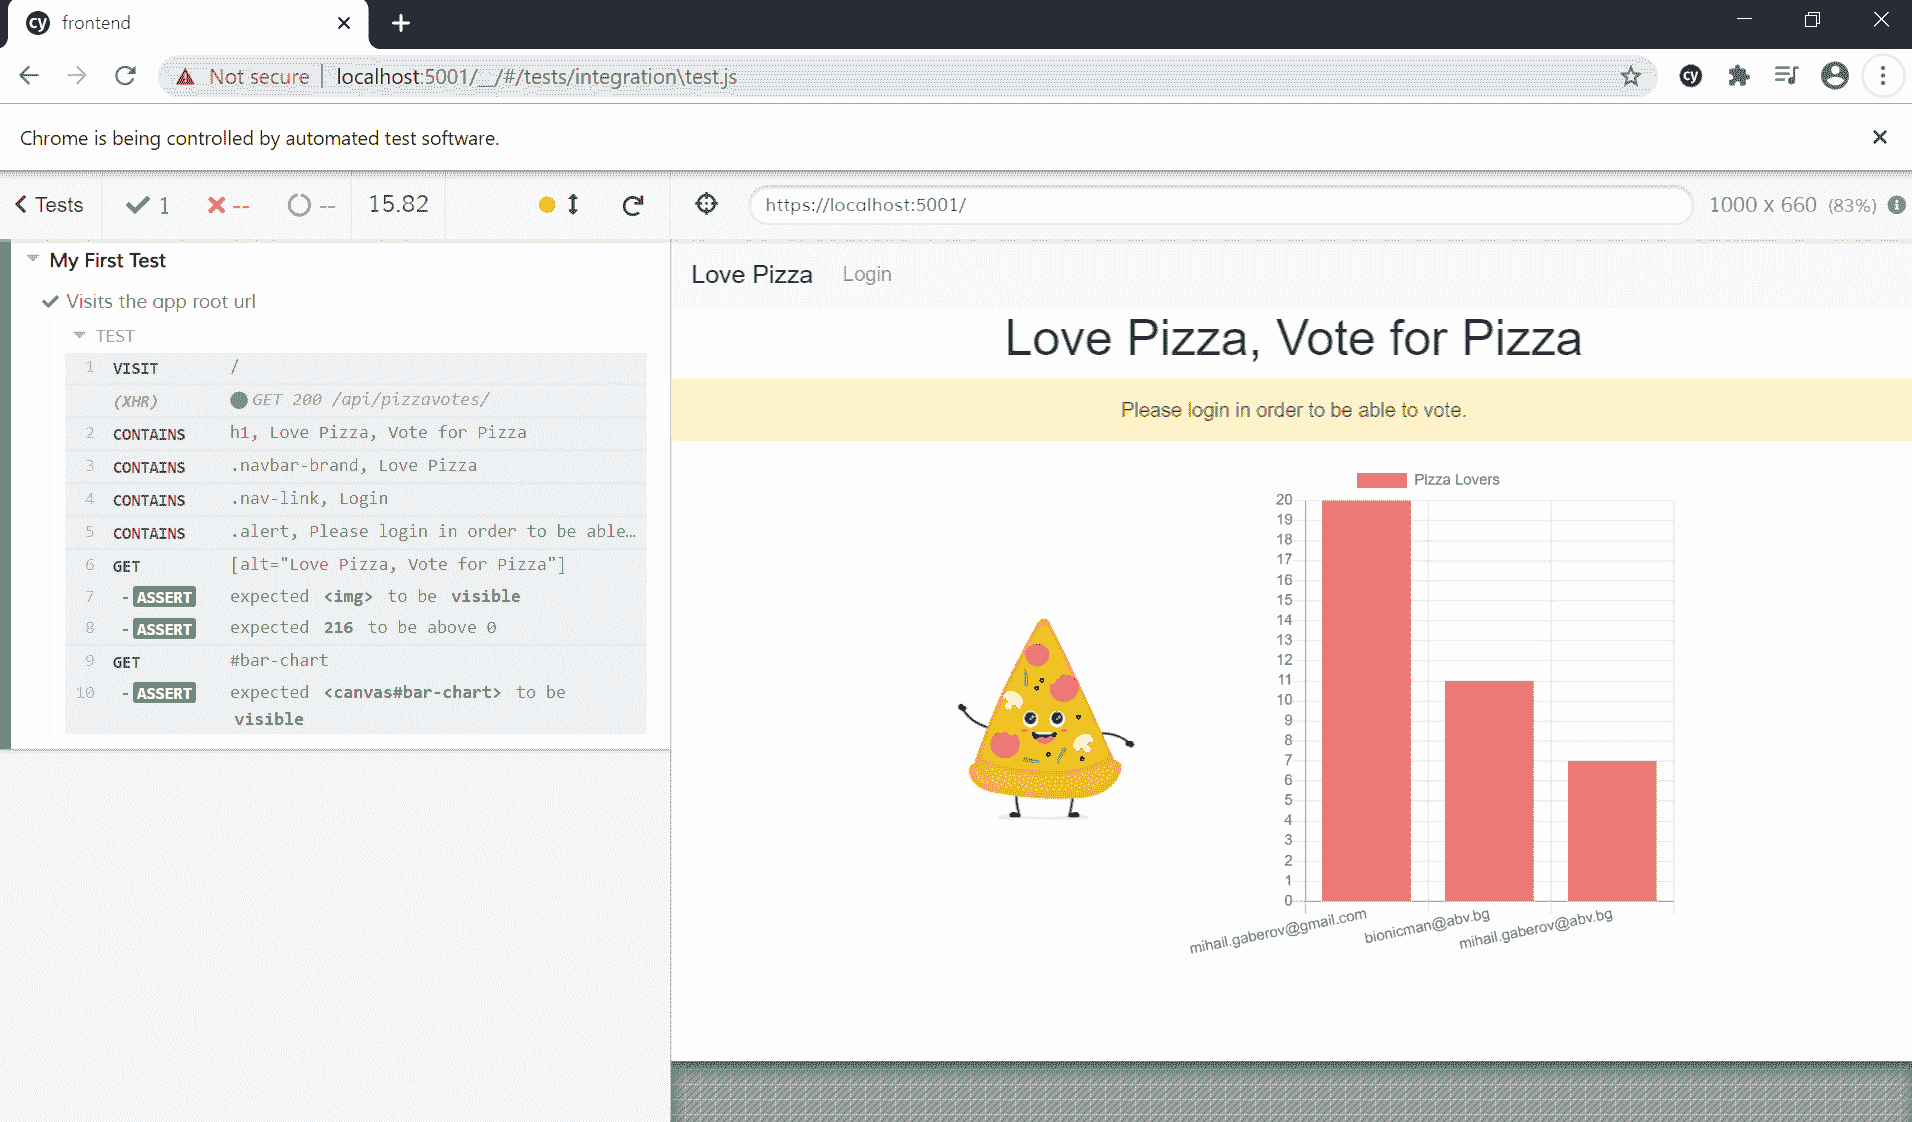 cy frontend
Not secure localhost:5001/__/#/tests/integration\test.js
cy
Chrome is being controlled by automated test software.
Tests 1 -- -- 15.82
https://localhost:5001/
1000 x 660 (83%)
My First Test
Visits the app root url
TEST
1 VISIT /
(XHR) GET 200 /api/pizzavotes/
2 CONTAINS h1, Love Pizza, Vote for Pizza
3 CONTAINS .navbar-brand, Love Pizza
4 CONTAINS .nav-link, Login
5 CONTAINS .alert, Please login in order to be able…
6 GET [alt="Love Pizza, Vote for Pizza"]
7 -ASSERT expected <img> to be visible
8 -ASSERT expected 216 to be above 0
9 GET #bar-chart
10 -ASSERT expected <canvas#bar-chart> to be
visible
Love Pizza Login
Love Pizza, Vote for Pizza
Please login in order to be able to vote.
Pizza Lovers
20
19
18
17
16
15
14
13
12
11
10
9
8
7
6
5
4
3
2
1
0
mihail.gaberov@gmail.com
bionicman@abv.bg
mihail.gaberov@abv.bg